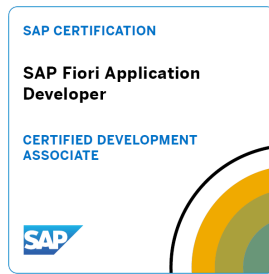 SAP CERTIFICATION
SAP Fiori Application
Developer
CERTIFIED DEVELOPMENT
ASSOCIATE
SAP